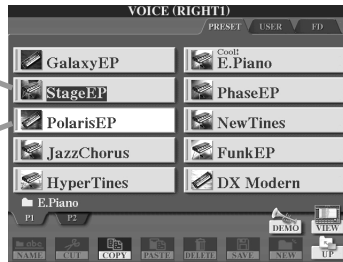 VOICE (RIGHT1)
PRESET USER FD
GalaxyEP
Cool!
E.Piano
StageEP
PhaseEP
PolarisEP
NewTines
JazzChorus
FunkEP
HyperTines
DX Modern
E.Piano
P1 P2
DEMO VIEW
NAME CUT COPY PASTE DELETE SAVE NEW UP